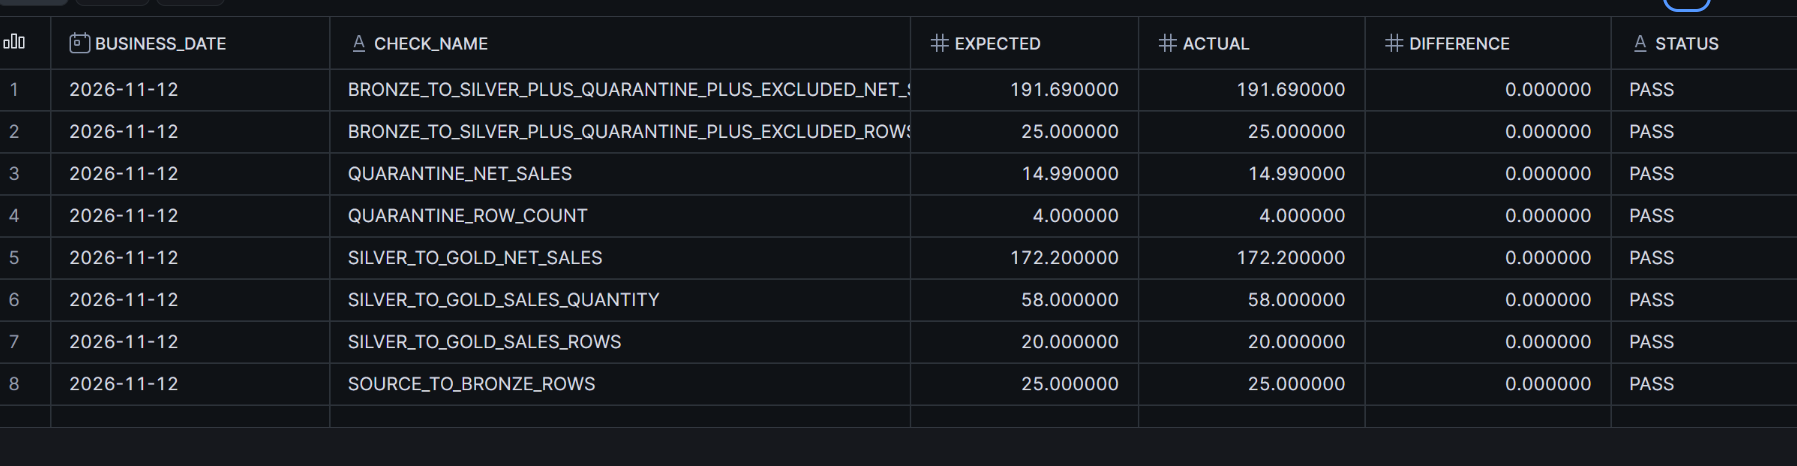 BUSINESS_DATE CHECK_NAME EXPECTED ACTUAL DIFFERENCE STATUS
1 2026-11-12 BRONZE_TO_SILVER_PLUS_QUARANTINE_PLUS_EXCLUDED_NET_S 191.690000 191.690000 0.000000 PASS
2 2026-11-12 BRONZE_TO_SILVER_PLUS_QUARANTINE_PLUS_EXCLUDED_ROWS 25.000000 25.000000 0.000000 PASS
3 2026-11-12 QUARANTINE_NET_SALES 14.990000 14.990000 0.000000 PASS
4 2026-11-12 QUARANTINE_ROW_COUNT 4.000000 4.000000 0.000000 PASS
5 2026-11-12 SILVER_TO_GOLD_NET_SALES 172.200000 172.200000 0.000000 PASS
6 2026-11-12 SILVER_TO_GOLD_SALES_QUANTITY 58.000000 58.000000 0.000000 PASS
7 2026-11-12 SILVER_TO_GOLD_SALES_ROWS 20.000000 20.000000 0.000000 PASS
8 2026-11-12 SOURCE_TO_BRONZE_ROWS 25.000000 25.000000 0.000000 PASS